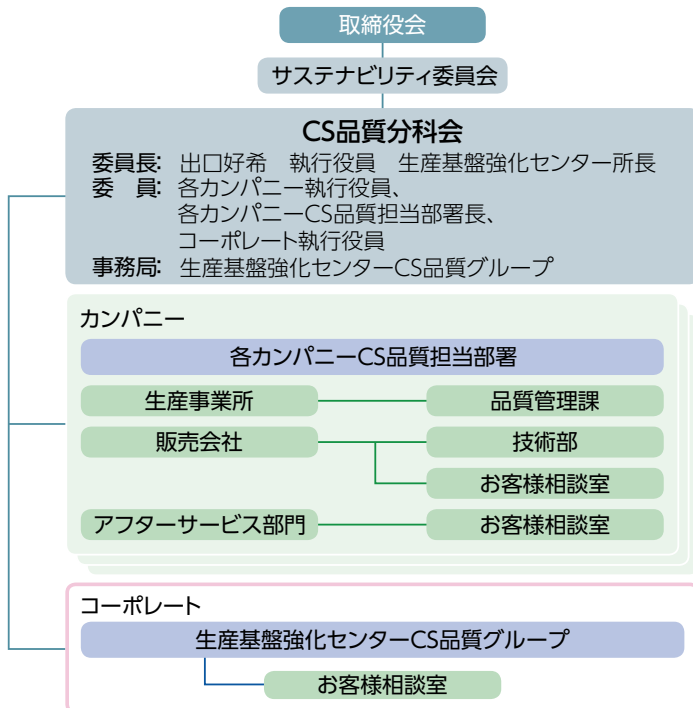 取締役会
サステナビリティ委員会
CS品質分科会
委員長: 出口好希　執行役員　生産基盤強化センター所長
委　員: 各カンパニー執行役員、
各カンパニーCS品質担当部署長、
コーポレート執行役員
事務局: 生産基盤強化センターCS品質グループ
カンパニー
各カンパニーCS品質担当部署
生産事業所 品質管理課
販売会社 技術部
お客様相談室
アフターサービス部門 お客様相談室
コーポレート
生産基盤強化センターCS品質グループ
お客様相談室